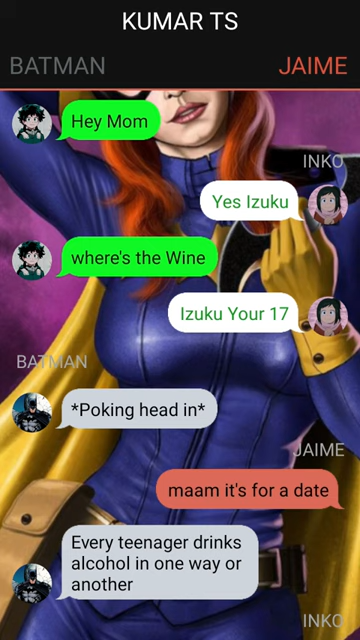 KUMAR TS
BATMAN
JAIME
Hey Mom
INKO
Yes Izuku
where's the Wine
Izuku Your 17
BATMAN
*Poking head in*
JAIME
maam it's for a date
Every teenager drinks
alcohol in one way or
another
INKO